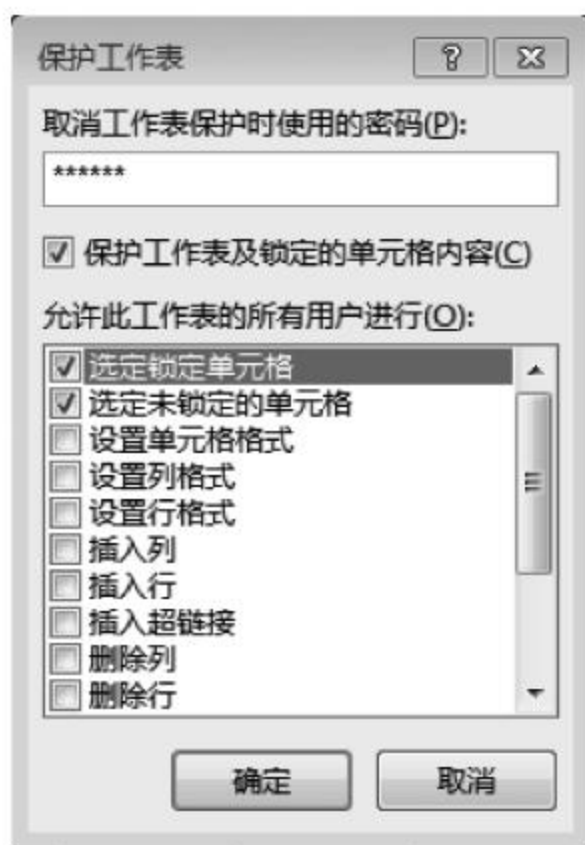 保护工作表
取消工作表保护时使用的密码(P):
******
保护工作表及锁定的单元格内容(C)
允许此工作表的所有用户进行(O):
选定锁定单元格
选定未锁定的单元格
设置单元格格式
设置列格式
设置行格式
插入列
插入行
插入超链接
删除列
删除行
确定 取消